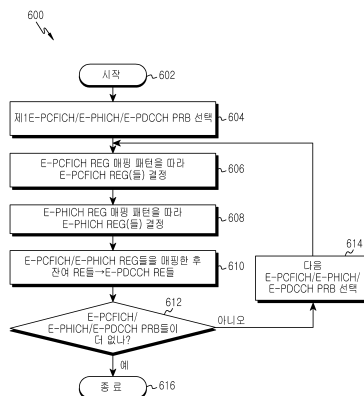 600
시작
602
제1E-PCFICH/E-PHICH/E-PDCCH PRB 선택
604
E-PCFICH REG 매핑 패턴을 따라
E-PCFICH REG(들) 결정
606
E-PHICH REG 매핑 패턴을 따라
E-PHICH REG(들) 결정
608
E-PCFICH/E-PHICH REG들을 매핑한 후
잔여 RE들→E-PDCCH RE들
610
614
다음
E-PCFICH/E-PHICH/
E-PDCCH PRB 선택
612
E-PCFICH/
E-PHICH/E-PDCCH PRB들이
더 없나?
아니오
예
종료
616